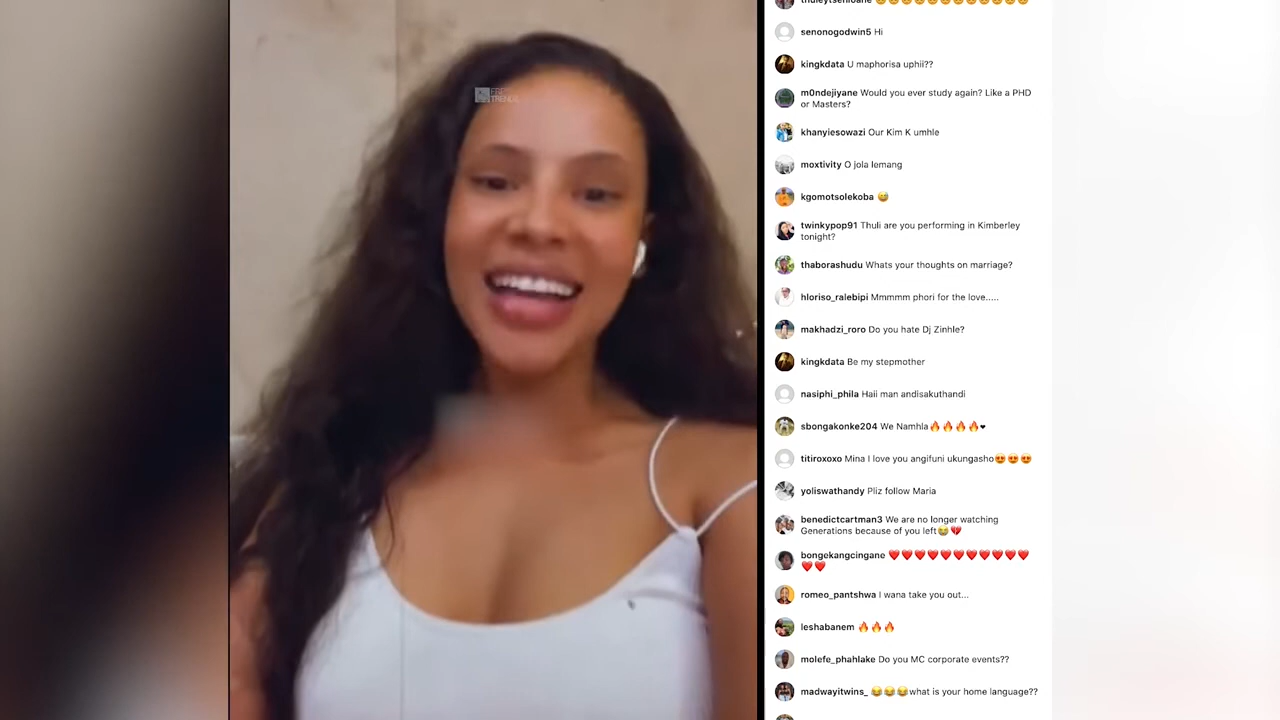 FREE
TRENDS
thuleytsehloane 😍😍😍😍😍😍😍😍😍😍😍😍
senonogodwin5 Hi
kingkdata U maphorisa uphii??
m0ndejiyane Would you ever study again? Like a PHD
or Masters?
khanyiesowazi Our Kim K umhle
moxtivity O jola lemang
kgomotsolekoba 😅
twinkypop91 Thuli are you performing in Kimberley
tonight?
thaborashudu Whats your thoughts on marriage?
hloriso_ralebipi Mmmmm phori for the love.....
makhadzi_roro Do you hate Dj Zinhle?
kingkdata Be my stepmother
nasiphi_phila Haii man andisakuthandi
sbongakonke204 We Namhla🔥🔥🔥🔥❤
titiroxoxo Mina I love you angifuni ukungasho😍😍😍
yoliswathandy Pliz follow Maria
benedictcartman3 We are no longer watching
Generations because of you left😭💔
bongekangcingane ❤️❤️❤️❤️❤️❤️❤️❤️❤️❤️❤️
❤️❤️
romeo_pantshwa I wana take you out...
leshabanem 🔥🔥🔥
molefe_phahlake Do you MC corporate events??
madwayitwins_ 😂😂😂what is your home language??